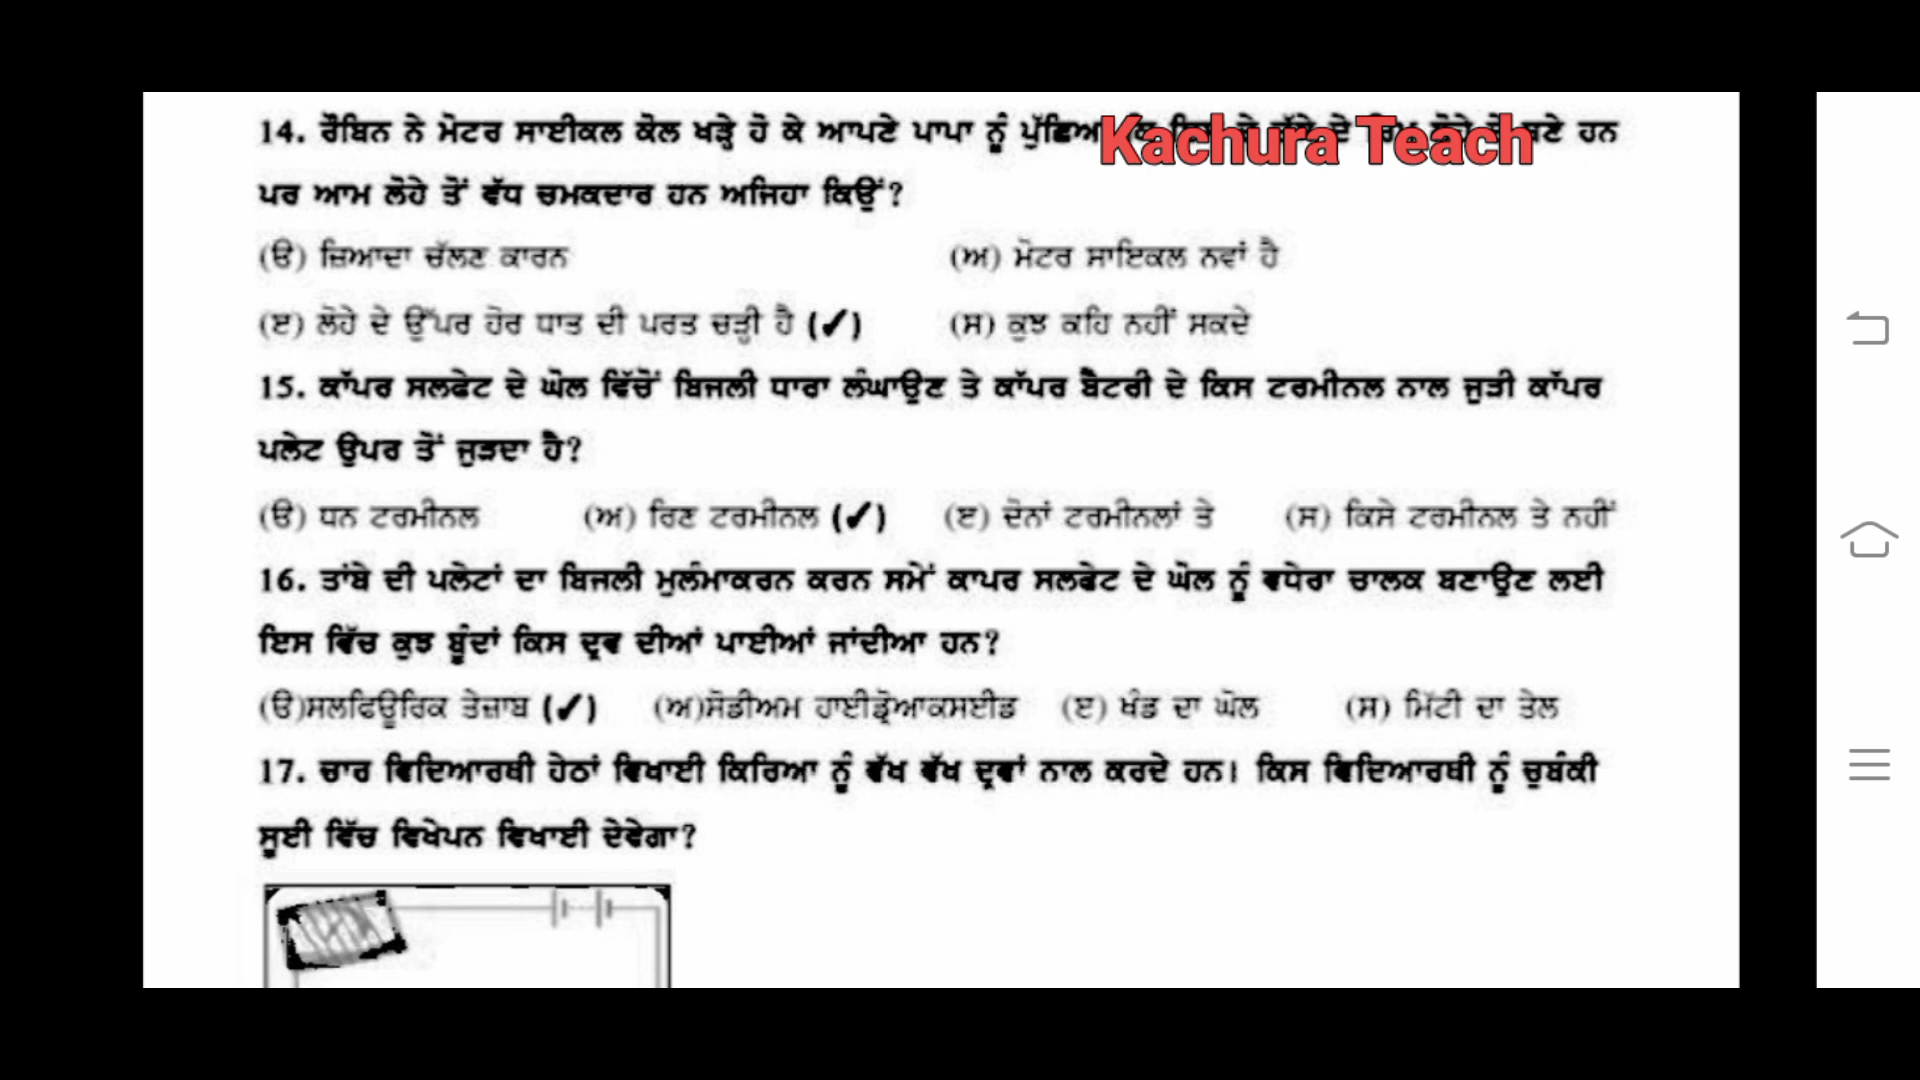 14. ਰੌਬਿਨ ਨੇ ਮੋਟਰ ਸਾਈਕਲ ਕੋਲ ਖੜ੍ਹੇ ਹੋ ਕੇ ਆਪਣੇ ਪਾਪਾ ਨੂੰ ਬਣੇ ਹਨ
Kachura Teach
ਪਰ ਆਮ ਲੋਹੇ ਤੋਂ ਵੱਧ ਚਮਕਦਾਰ ਹਨ ਅਜਿਹਾ ਕਿਉਂ?
(ੳ) ਜ਼ਿਆਦਾ ਚੱਲਣ ਕਾਰਨ (ਅ) ਮੋਟਰ ਸਾਇਕਲ ਨਵਾਂ ਹੈ
(ੲ) ਲੋਹੇ ਦੇ ਉੱਪਰ ਹੋਰ ਧਾਤ ਦੀ ਪਰਤ ਚੜ੍ਹੀ ਹੈ (✓) (ਸ) ਕੁਝ ਕਹਿ ਨਹੀਂ ਸਕਦੇ
15. ਕਾੱਪਰ ਸਲਫੇਟ ਦੇ ਘੋਲ ਵਿੱਚੋਂ ਬਿਜਲੀ ਧਾਰਾ ਲੰਘਾਉਣ ਤੇ ਕਾੱਪਰ ਬੈਟਰੀ ਦੇ ਕਿਸ ਟਰਮੀਨਲ ਨਾਲ ਜੁੜੀ ਕਾੱਪਰ
ਪਲੇਟ ਉਪਰ ਤੋਂ ਜੁੜਦਾ ਹੈ?
(ੳ) ਧਨ ਟਰਮੀਨਲ (ਅ) ਰਿਣ ਟਰਮੀਨਲ (✓) (ੲ) ਦੋਨਾਂ ਟਰਮੀਨਲਾਂ ਤੇ (ਸ) ਕਿਸੇ ਟਰਮੀਨਲ ਤੇ ਨਹੀਂ
16. ਤਾਂਬੇ ਦੀ ਪਲੇਟਾਂ ਦਾ ਬਿਜਲੀ ਮੁਲੰਮਾਕਰਨ ਕਰਨ ਸਮੇਂ ਕਾਪਰ ਸਲਫੇਟ ਦੇ ਘੋਲ ਨੂੰ ਵਧੇਰਾ ਚਾਲਕ ਬਣਾਉਣ ਲਈ
ਇਸ ਵਿੱਚ ਕੁਝ ਬੂੰਦਾਂ ਕਿਸ ਦ੍ਰਵ ਦੀਆਂ ਪਾਈਆਂ ਜਾਂਦੀਆ ਹਨ?
(ੳ)ਸਲਫਿਊਰਿਕ ਤੇਜ਼ਾਬ (✓) (ਅ)ਸੋਡੀਅਮ ਹਾਈਡ੍ਰੋਆਕਸਈਡ (ੲ) ਖੰਡ ਦਾ ਘੋਲ (ਸ) ਮਿੱਟੀ ਦਾ ਤੇਲ
17. ਚਾਰ ਵਿਦਿਆਰਥੀ ਹੇਠਾਂ ਵਿਖਾਈ ਕਿਰਿਆ ਨੂੰ ਵੱਖ ਵੱਖ ਦ੍ਰਵਾਂ ਨਾਲ ਕਰਦੇ ਹਨ। ਕਿਸ ਵਿਦਿਆਰਥੀ ਨੂੰ ਚੁਬੰਕੀ
ਸੂਈ ਵਿੱਚ ਵਿਖੇਪਨ ਵਿਖਾਈ ਦੇਵੇਗਾ?